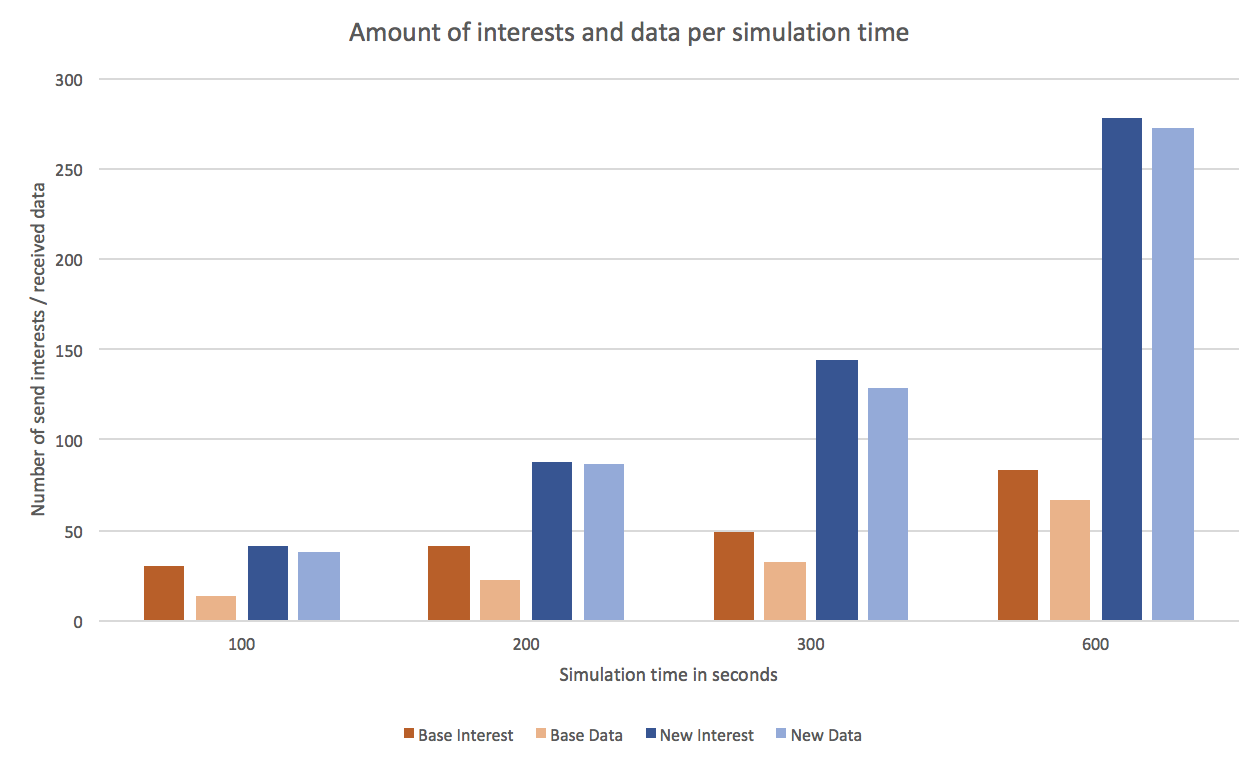 Amount of interests and data per simulation time
Number of send interests / received data
300
250
200
150
100
50
0
100 200 300 600
Simulation time in seconds
Base Interest Base Data New Interest New Data